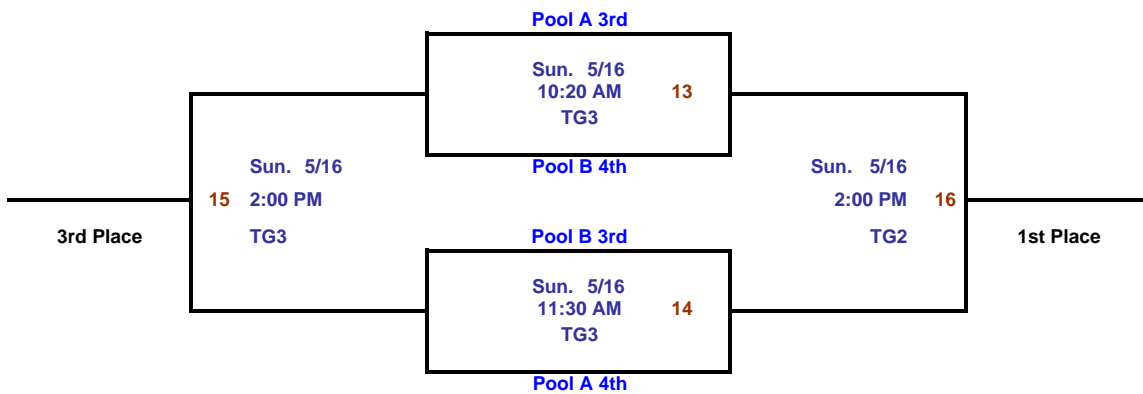 Pool A 3rd
Sun. 5/16
10:20 AM 13
TG3
Pool B 4th
Sun. 5/16
15 2:00 PM
TG3
3rd Place
Sun. 5/16
2:00 PM 16
TG2
1st Place
Pool B 3rd
Sun. 5/16
11:30 AM 14
TG3
Pool A 4th